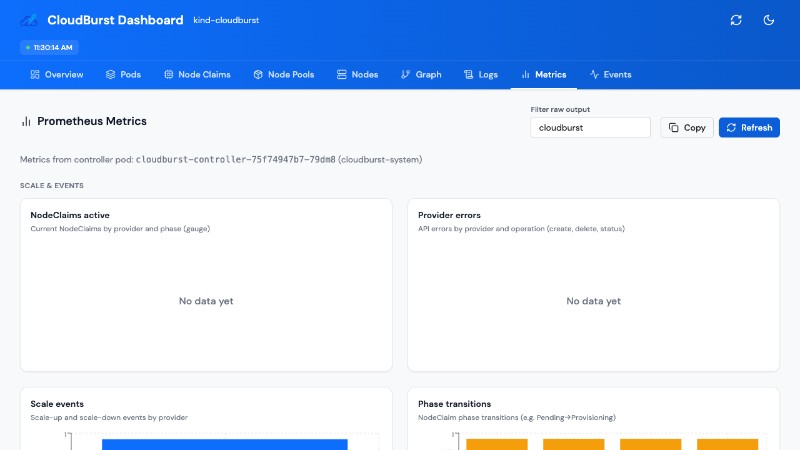 CloudBurst Dashboard kind-cloudburst
11:30:14 AM
Overview Pods Node Claims Node Pools Nodes Graph Logs Metrics Events
Prometheus Metrics
Filter raw output
cloudburst
Copy
Refresh
Metrics from controller pod: cloudburst-controller-75f74947b7-79dm8 (cloudburst-system)
SCALE & EVENTS
NodeClaims active
Current NodeClaims by provider and phase (gauge)
No data yet
Provider errors
API errors by provider and operation (create, delete, status)
No data yet
Scale events
Scale-up and scale-down events by provider
1
Phase transitions
NodeClaim phase transitions (e.g. Pending→Provisioning)
1